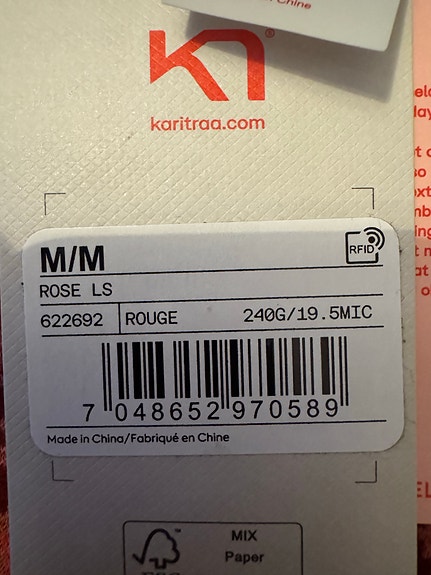 n Chine
®
karitraa.com
M/M
RFID
ROSE LS
622692 ROUGE 240G/19.5MIC
7 048652 970589
Made in China/Fabriqué en Chine
MIX
Paper